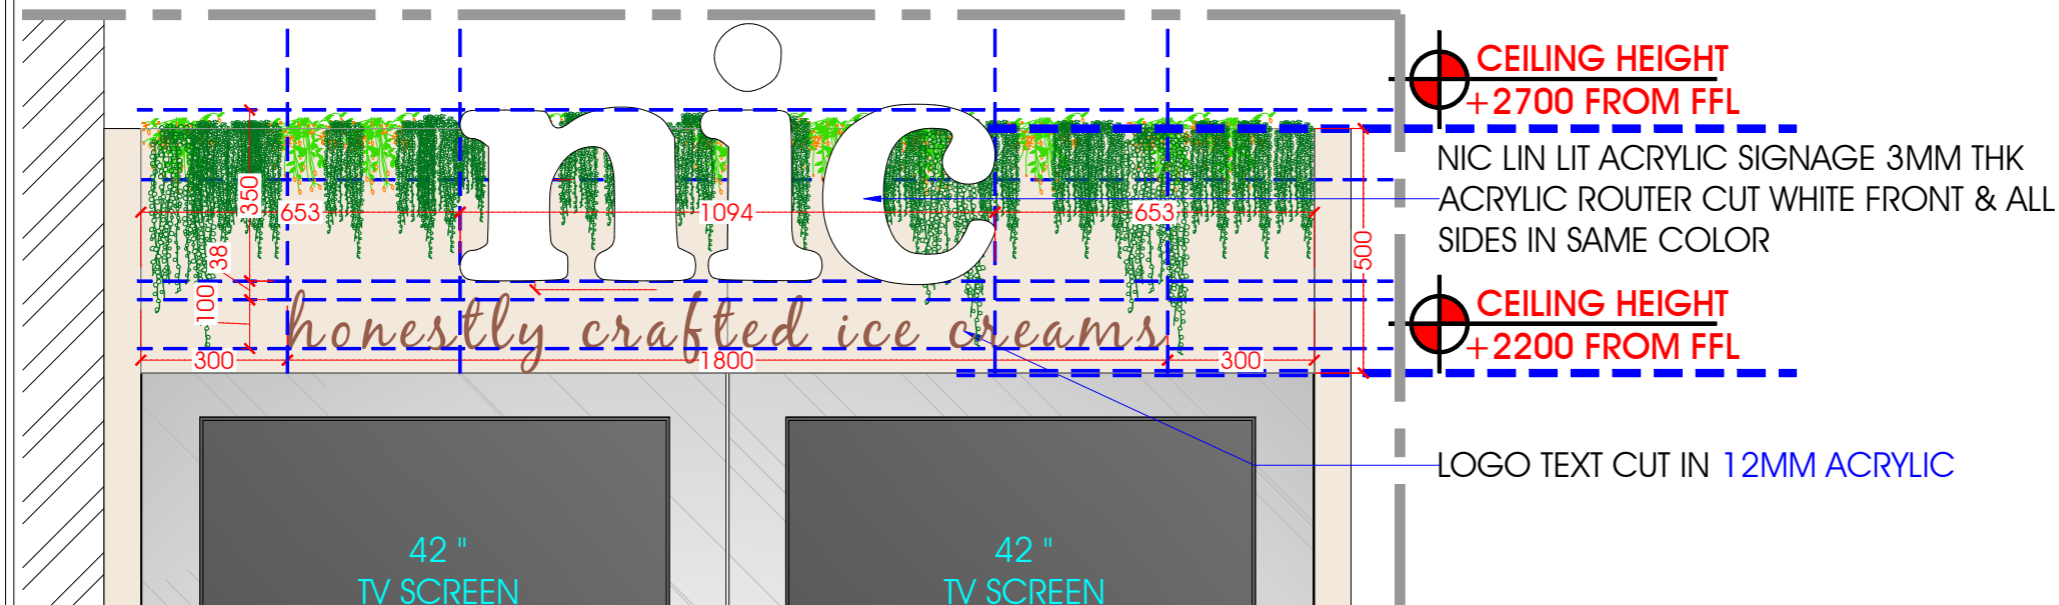 CEILING HEIGHT
+2700 FROM FFL
nic
NIC LIN LIT ACRYLIC SIGNAGE 3MM THK
ACRYLIC ROUTER CUT WHITE FRONT & ALL
SIDES IN SAME COLOR
350
653
1094
653
38
500
100
CEILING HEIGHT
+2200 FROM FFL
honestly crafted ice creams
300
1800
300
LOGO TEXT CUT IN 12MM ACRYLIC
42 "
TV SCREEN
42 "
TV SCREEN